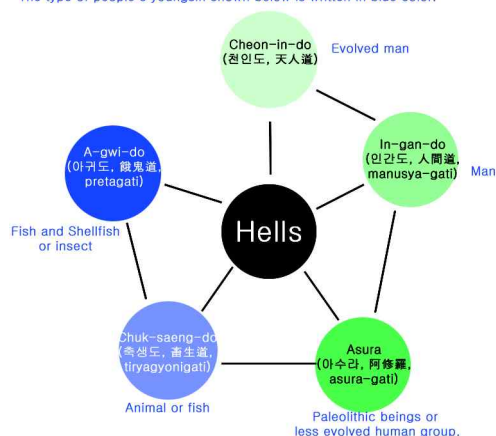 The type of people's youngsin shown below is written in blue color.
Cheon-in-do
(천인도, 天人道)
Evolved man
In-gan-do
(인간도, 人間道,
manusya-gati)
Man
A-gwi-do
(아귀도, 餓鬼道,
pretagati)
Fish and Shellfish
or insect
Hells
Chuk-saeng-do
(축생도, 畜生道,
tiryagyonigati)
Animal or fish
Asura
(아수라, 阿修羅,
asura-gati)
Paleolithic beings or
less evolved human group.